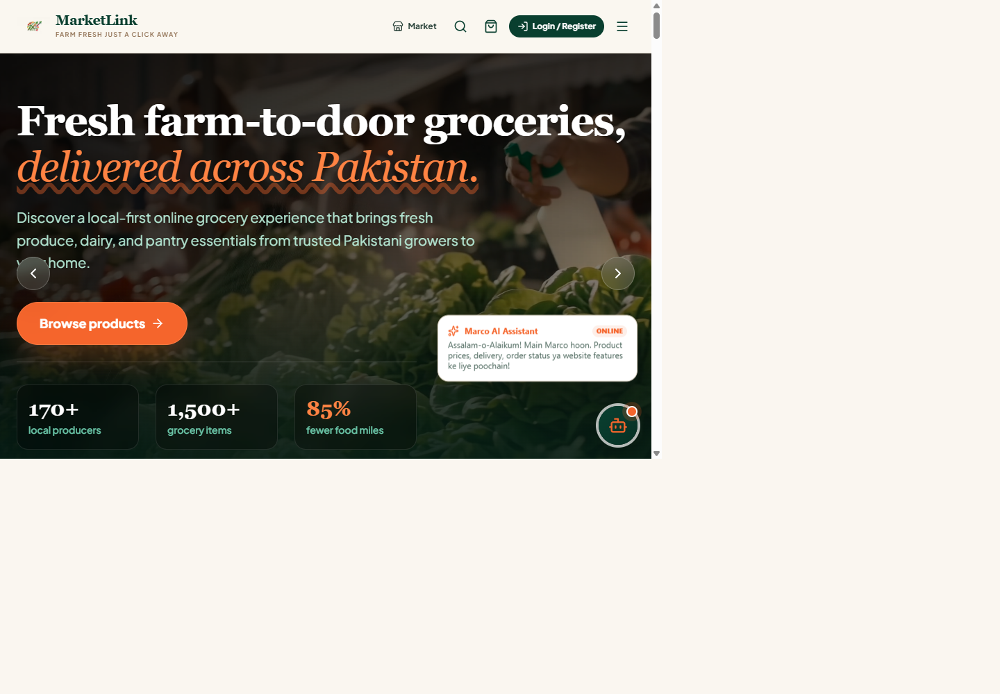 MarketLink
FARM FRESH JUST A CLICK AWAY
Market
Login / Register
Fresh farm-to-door groceries,
delivered across Pakistan.
Discover a local-first online grocery experience that brings fresh
produce, dairy, and pantry essentials from trusted Pakistani growers to
home.
Browse products
Marco AI Assistant
ONLINE
Assalam-o-Alaikum! Main Marco hoon. Product
prices, delivery, order status ya website features
ke liye poochain!
170+
local producers
1,500+
grocery items
85%
fewer food miles